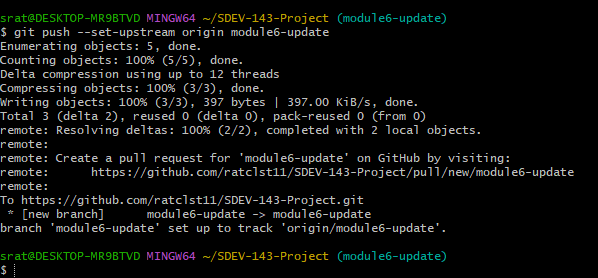 srat@DESKTOP-MR9BTVD MINGW64 ~/SDEV-143-Project (module6-update)
$ git push --set-upstream origin module6-update
Enumerating objects: 5, done.
Counting objects: 100% (5/5), done.
Delta compression using up to 12 threads
Compressing objects: 100% (3/3), done.
Writing objects: 100% (3/3), 397 bytes | 397.00 KiB/s, done.
Total 3 (delta 2), reused 0 (delta 0), pack-reused 0 (from 0)
remote: Resolving deltas: 100% (2/2), completed with 2 local objects.
remote:
remote: Create a pull request for 'module6-update' on GitHub by visiting:
remote:      https://github.com/ratclst11/SDEV-143-Project/pull/new/module6-update
remote:
To https://github.com/ratclst11/SDEV-143-Project.git
 * [new branch]      module6-update -> module6-update
branch 'module6-update' set up to track 'origin/module6-update'.
srat@DESKTOP-MR9BTVD MINGW64 ~/SDEV-143-Project (module6-update)
$